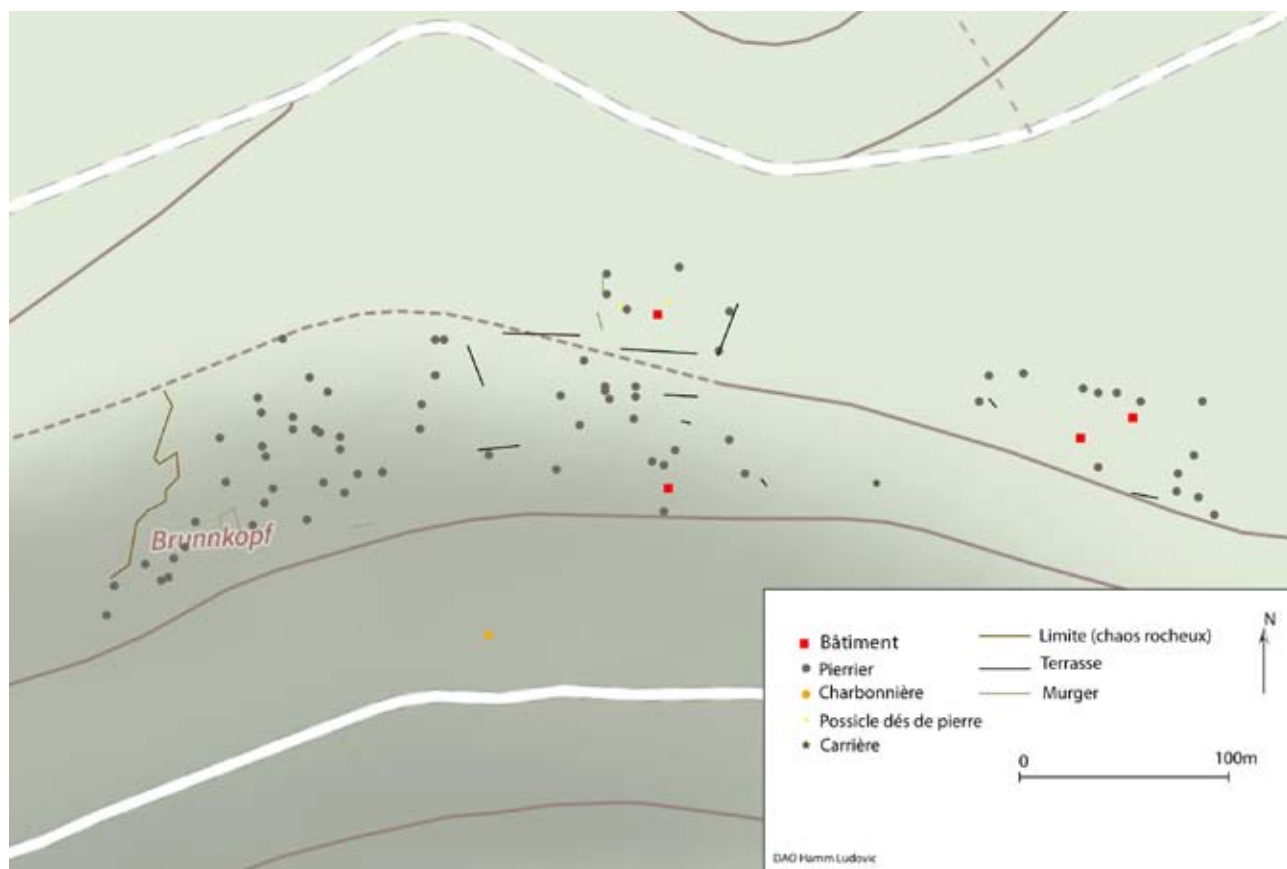 Brunnkopf
Bâtiment
Pierrier
Charbonnière
Possicle dés de pierre
Carrière
Limite (chaos rocheux)
Terrasse
Murger
N
0 100m
DAO Hamm Ludovic